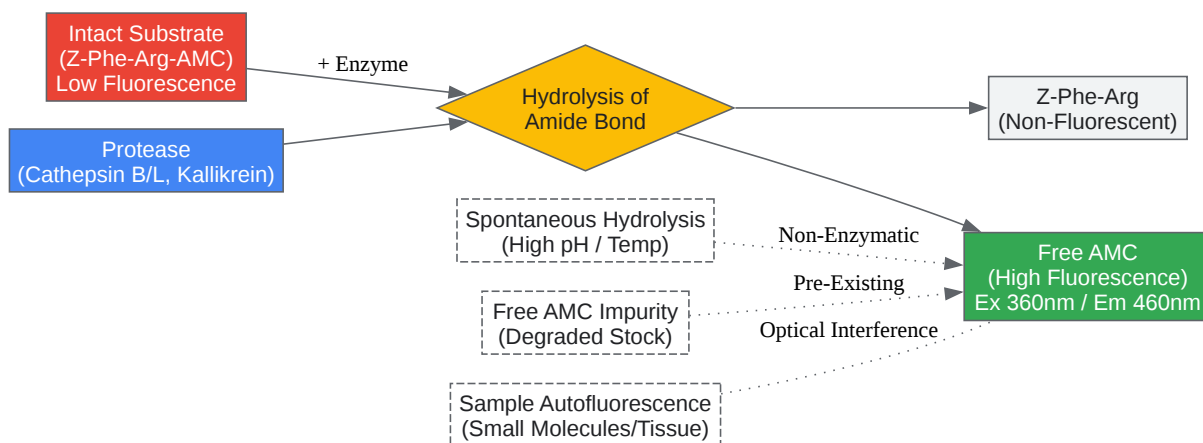 Intact Substrate
(Z-Phe-Arg-AMC)
Low Fluorescence
+ Enzyme
Protease
(Cathepsin B/L, Kallikrein)
Hydrolysis of
Amide Bond
Z-Phe-Arg
(Non-Fluorescent)
Spontaneous Hydrolysis
(High pH / Temp)
Non-Enzymatic
Free AMC
(High Fluorescence)
Ex 360nm / Em 460nm
Pre-Existing
Free AMC Impurity
(Degraded Stock)
Optical Interference
Sample Autofluorescence
(Small Molecules/Tissue)